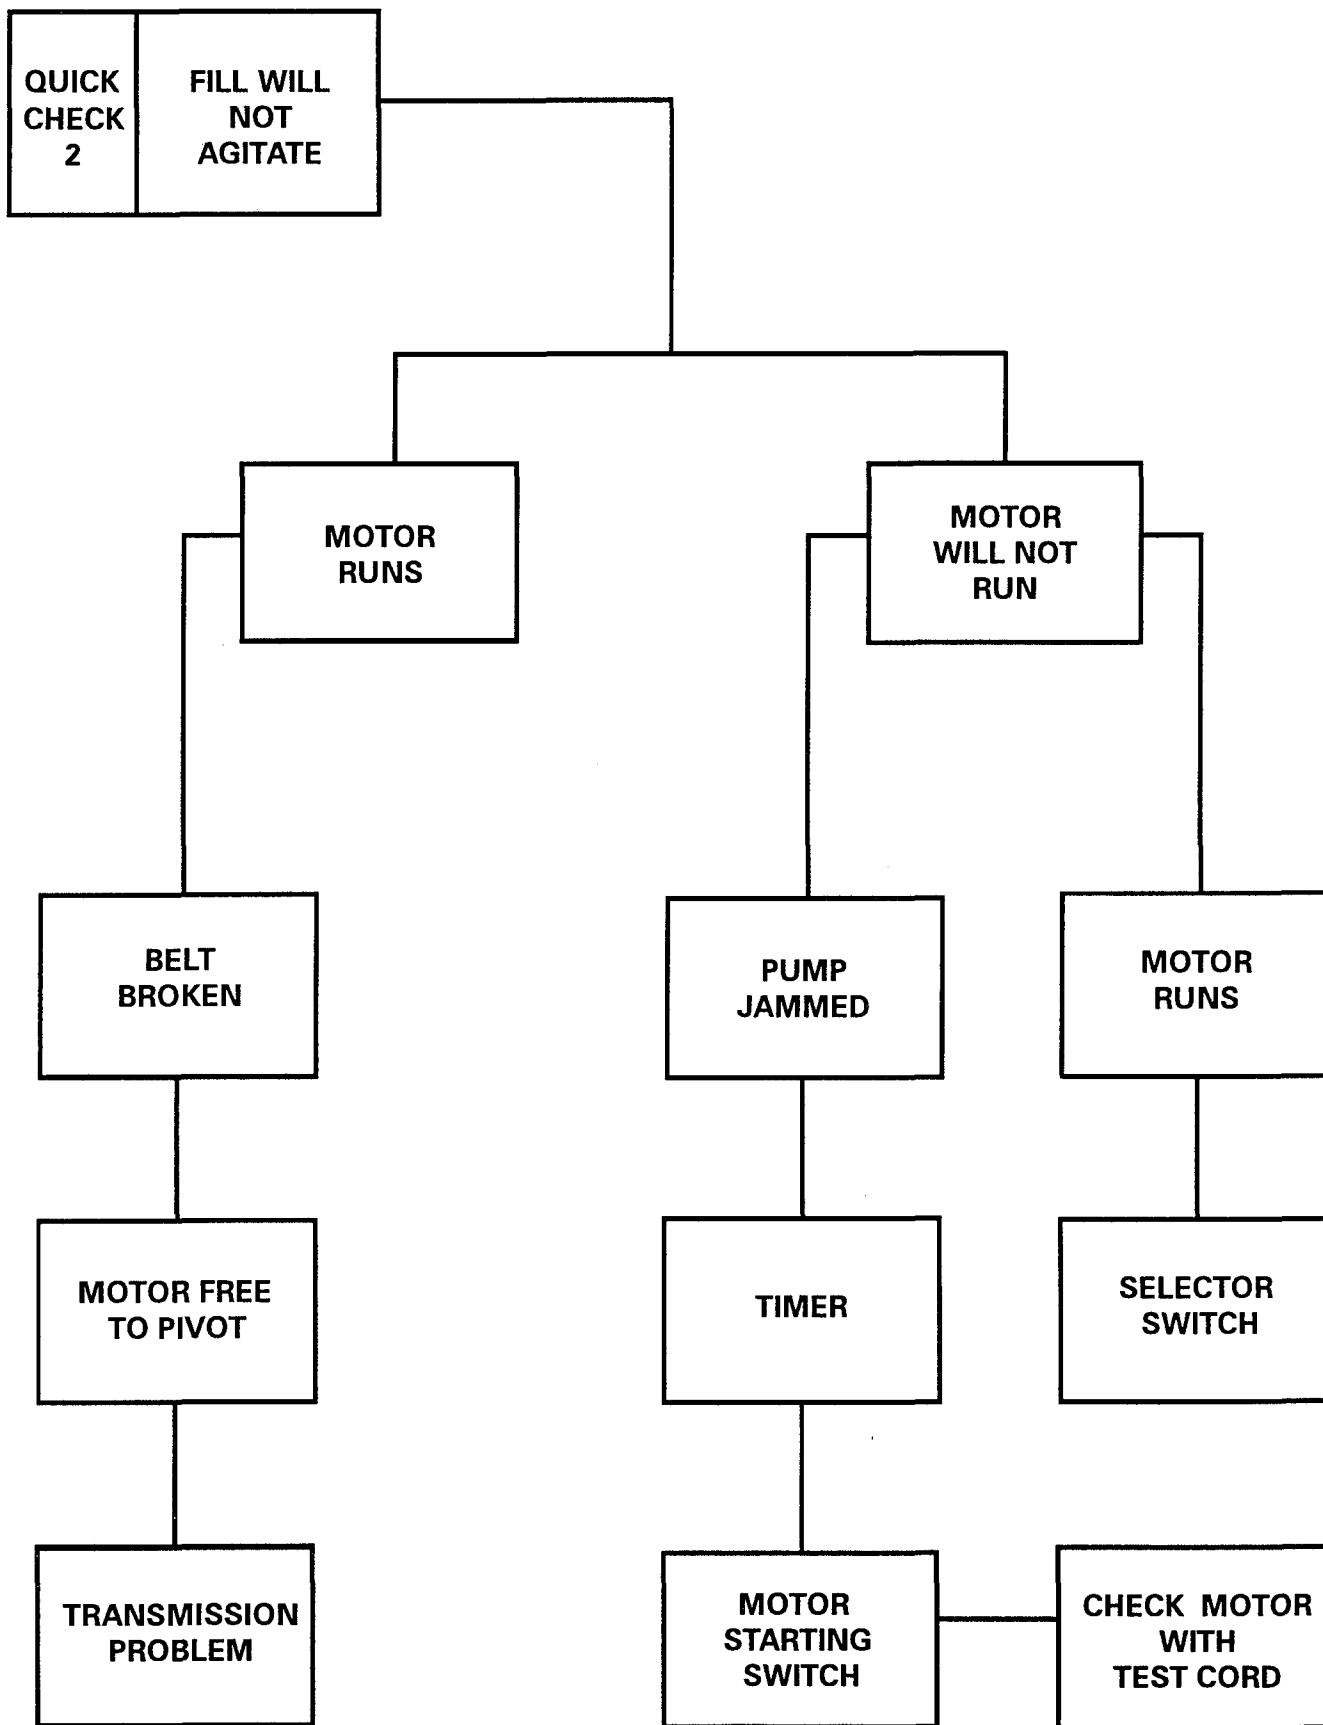 QUICK
CHECK
2
FILL WILL
NOT
AGITATE
MOTOR
RUNS
MOTOR
WILL NOT
RUN
BELT
BROKEN
PUMP
JAMMED
MOTOR
RUNS
MOTOR FREE
TO PIVOT
TIMER
SELECTOR
SWITCH
TRANSMISSION
PROBLEM
MOTOR
STARTING
SWITCH
CHECK MOTOR
WITH
TEST CORD